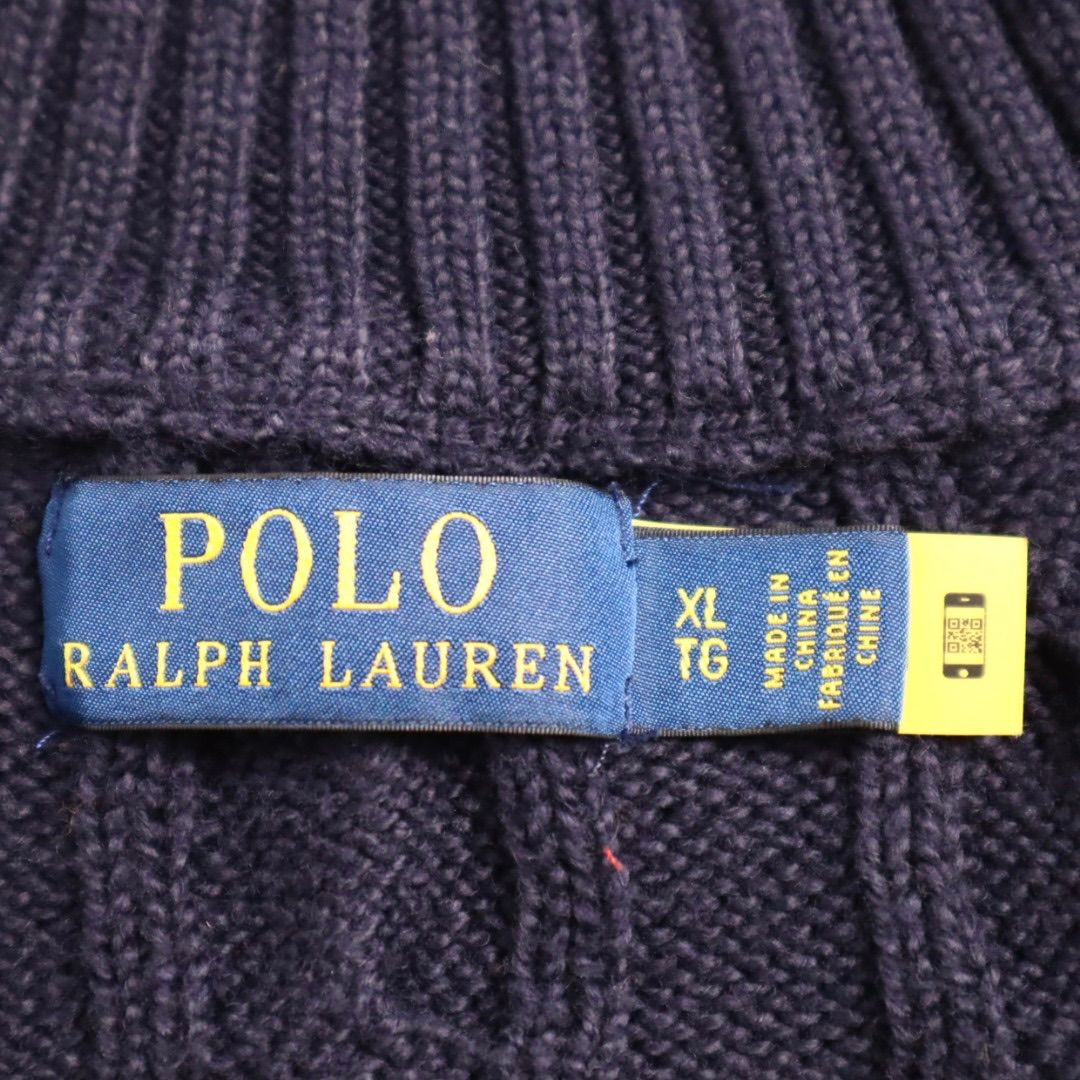 POLO
RALPH LAUREN
XL
TG
MADE IN
CHINA
FABRIQUÉ EN
CHINE